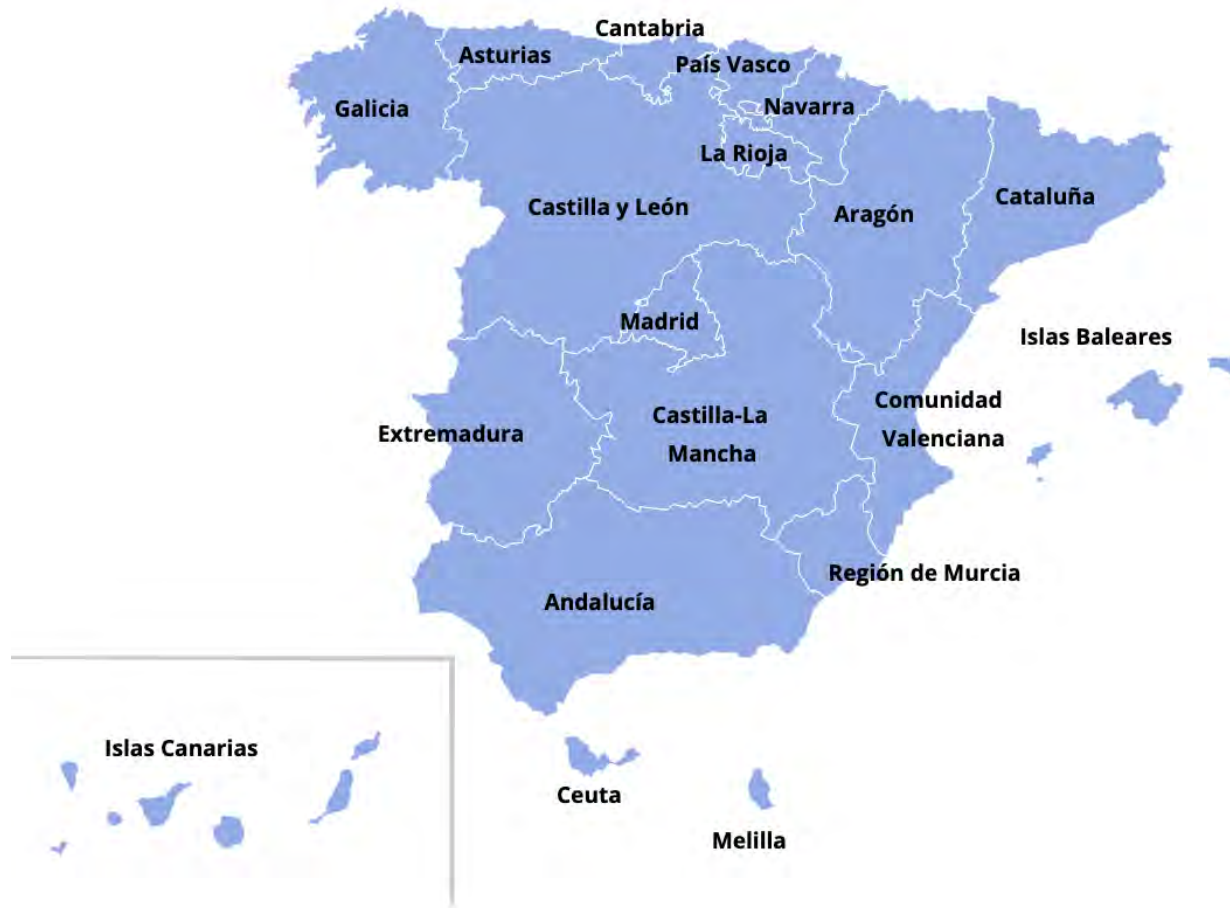 Cantabria
Asturias
País Vasco
Galicia
Navarra
La Rioja
Castilla y León
Aragón
Cataluña
Madrid
Islas Baleares
Extremadura
Castilla-La
Mancha
Comunidad
Valenciana
Región de Murcia
Andalucía
Islas Canarias
Ceuta
Melilla